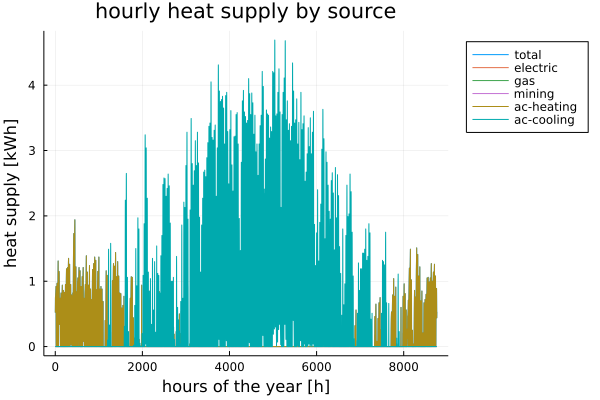 hourly heat supply by source
heat supply [kWh]
4
3
2
1
0
0 2000 4000 6000 8000
hours of the year [h]
total
electric
gas
mining
ac-heating
ac-cooling